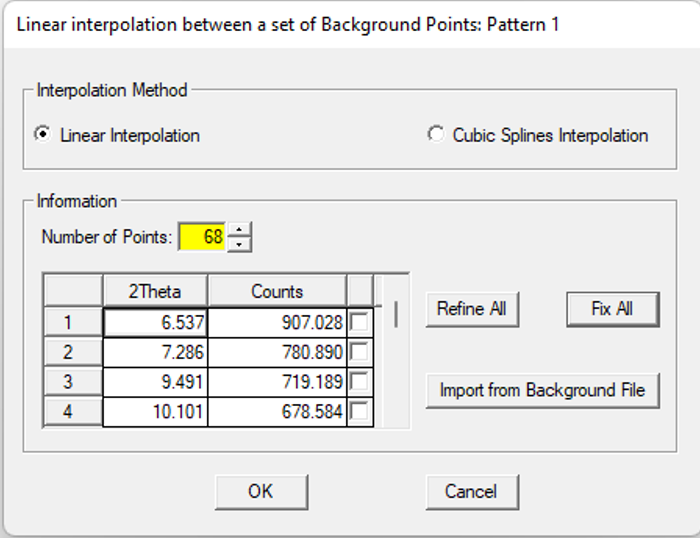 Linear interpolation between a set of Background Points: Pattern 1
Interpolation Method
Linear Interpolation
Cubic Splines Interpolation
Information
Number of Points: 68
2Theta Counts
1 6.537 907.028
2 7.286 780.890
3 9.491 719.189
4 10.101 678.584
Refine All
Fix All
Import from Background File
OK
Cancel